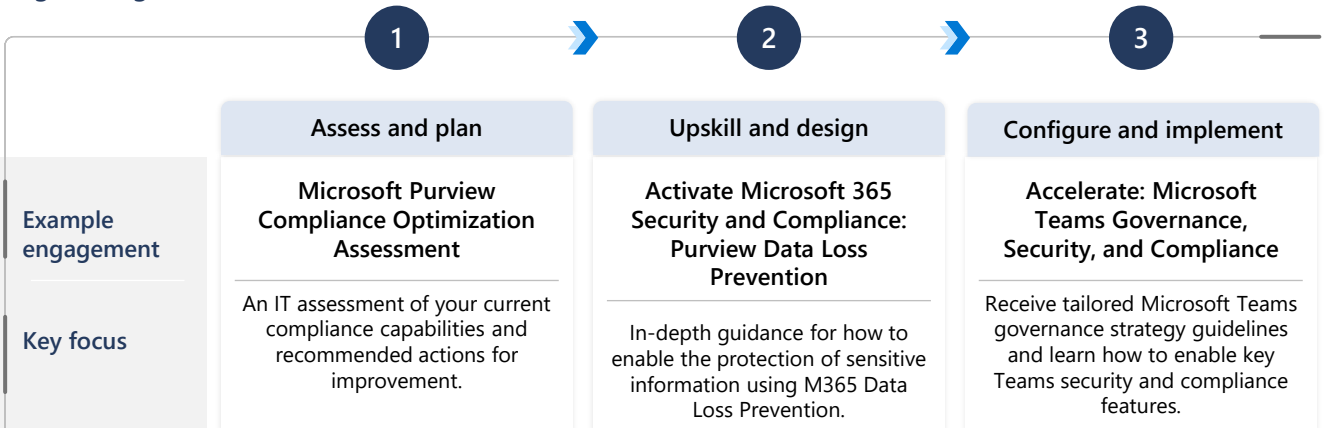 1
2
3
Assess and plan
Upskill and design
Configure and implement
Example
engagement
Microsoft Purview
Compliance Optimization
Assessment
Activate Microsoft 365
Security and Compliance:
Purview Data Loss
Prevention
Accelerate: Microsoft
Teams Governance,
Security, and Compliance
Key focus
An IT assessment of your current
compliance capabilities and
recommended actions for
improvement.
In-depth guidance for how to
enable the protection of sensitive
information using M365 Data
Loss Prevention.
Receive tailored Microsoft Teams
governance strategy guidelines
and learn how to enable key
Teams security and compliance
features.